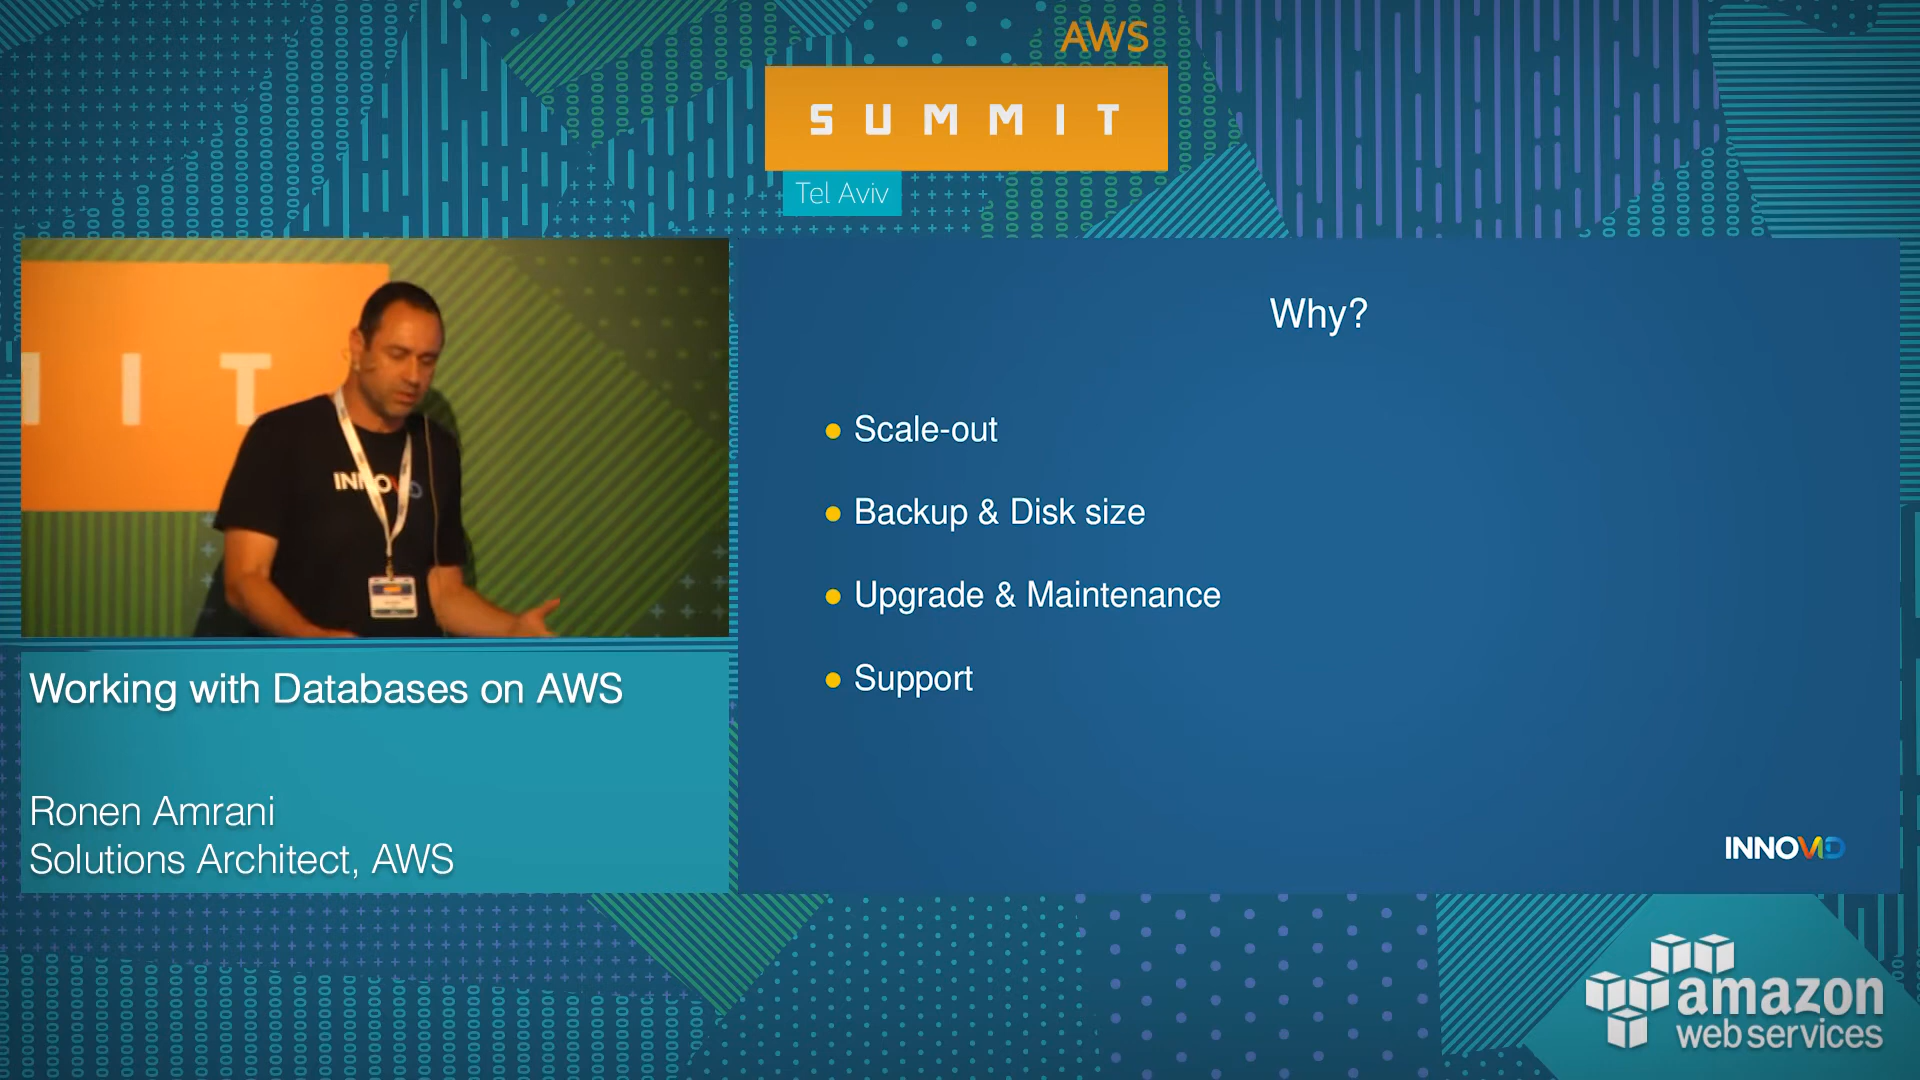 AWS
SUMMIT
Tel Aviv
M I T
INNOVID
Why?
Scale-out
Backup & Disk size
Upgrade & Maintenance
Support
INNOVID
Working with Databases on AWS
Ronen Amrani
Solutions Architect, AWS
amazon
web services